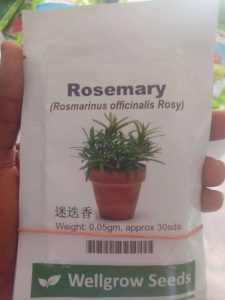 Rosemary
(Rosmarinus officinalis Rosy)
迷迭香
Weight: 0.05gm, approx 30sds
Wellgrow Seeds